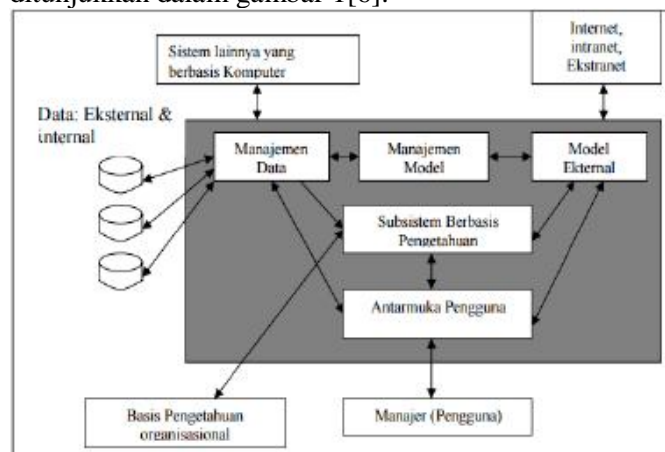 ditunjukkan dalam gambar 1[6].
Internet,
intranet,
Ekstranet
Sistem lainnya yang
berbasis Komputer
Data: Eksternal &
internal
Manajemen
Data
Manajemen
Model
Model
Ekternal
Subsistem Berbasis
Pengetahuan
Antarmuka Pengguna
Basis Pengetahuan
organisasional
Manajer (Pengguna)